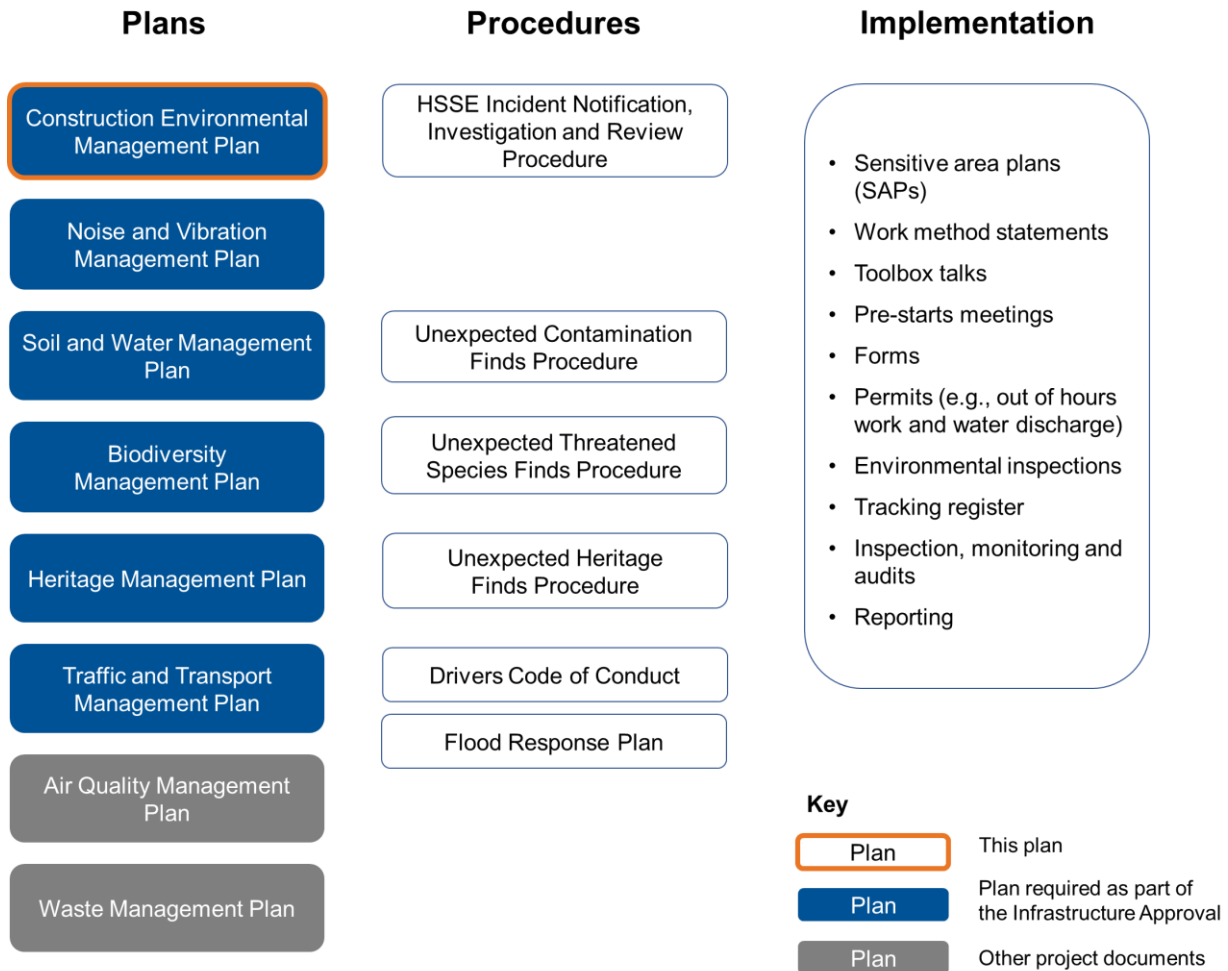 Plans
Procedures
Implementation
Construction Environmental
Management Plan
Noise and Vibration
Management Plan
Soil and Water Management
Plan
Biodiversity
Management Plan
Heritage Management Plan
Traffic and Transport
Management Plan
Air Quality Management
Plan
Waste Management Plan
HSSE Incident Notification,
Investigation and Review
Procedure
Unexpected Contamination
Finds Procedure
Unexpected Threatened
Species Finds Procedure
Unexpected Heritage
Finds Procedure
Drivers Code of Conduct
Flood Response Plan
• Sensitive area plans
(SAPs)
• Work method statements
• Toolbox talks
• Pre-starts meetings
• Forms
• Permits (e.g., out of hours
work and water discharge)
• Environmental inspections
• Tracking register
• Inspection, monitoring and
audits
• Reporting
Key
Plan
This plan
Plan
Plan required as part of
the Infrastructure Approval
Plan
Other project documents